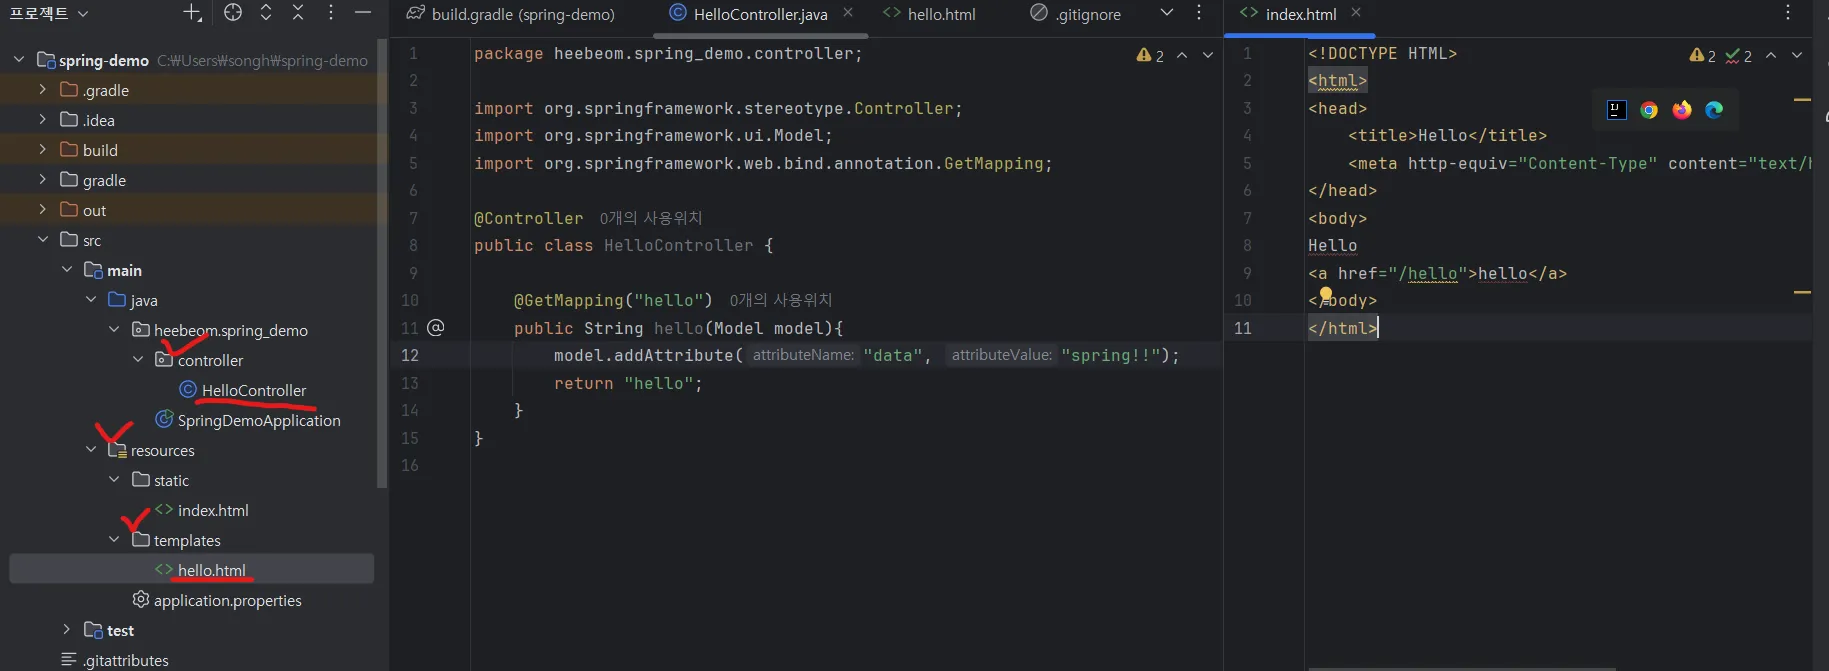 프로젝트
spring-demo C:₩Users₩songh₩spring-demo
.gradle
.idea
build
gradle
out
src
main
java
heebeom.spring_demo
controller
HelloController
SpringDemoApplication
resources
static
index.html
templates
hello.html
application.properties
test
.gitattributes
build.gradle (spring-demo) HelloController.java hello.html .gitignore
2
1 package heebeom.spring_demo.controller;
2
3 import org.springframework.stereotype.Controller;
4 import org.springframework.ui.Model;
5 import org.springframework.web.bind.annotation.GetMapping;
6
7 @Controller 0개의 사용위치
8 public class HelloController {
9
10 @GetMapping("hello") 0개의 사용위치
11 public String hello(Model model){
12 model.addAttribute( attributeName: "data", attributeValue: "spring!!");
13 return "hello";
14 }
15 }
16
index.html
2 2
1 <!DOCTYPE HTML>
2 <html>
3 <head>
4 <title>Hello</title>
5 <meta http-equiv="Content-Type" content="text/h
6 </head>
7 <body>
8 Hello
9 <a href="/hello">hello</a>
10 </body>
11 </html>